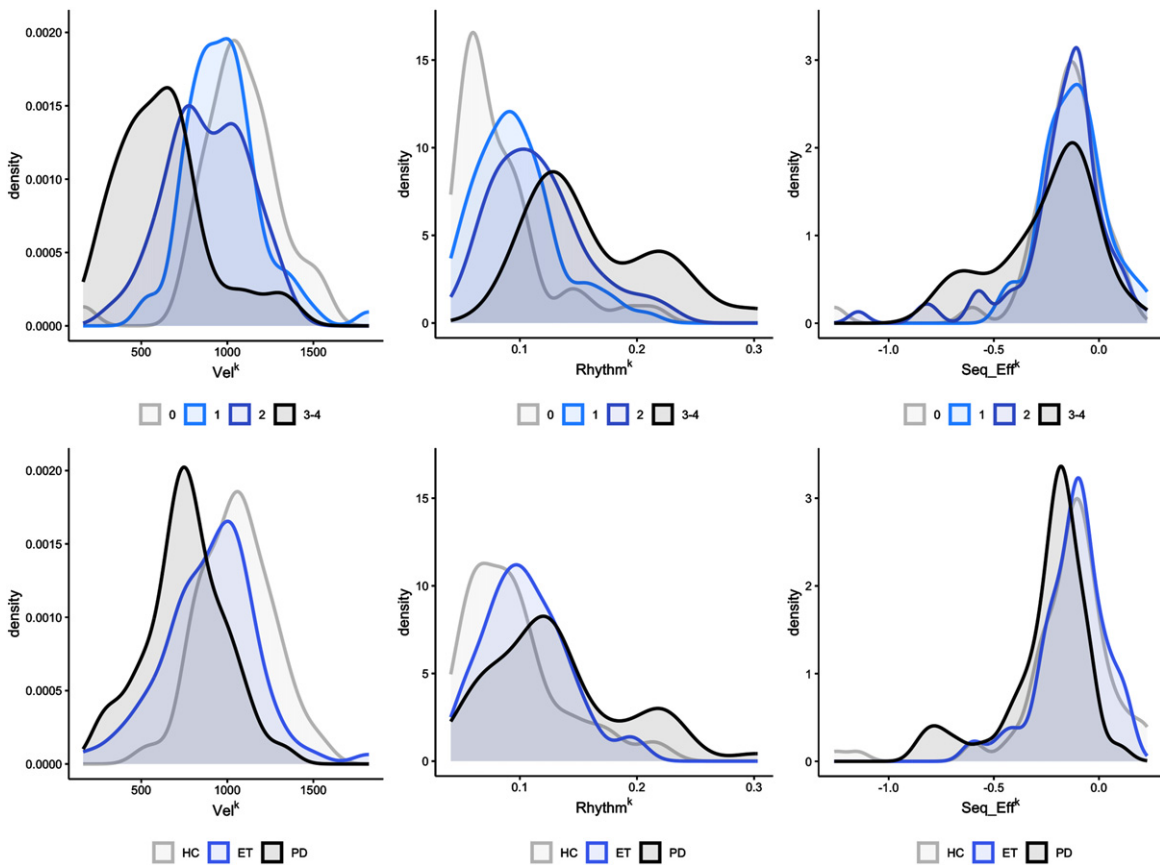 density
0.0020
0.0015
0.0010
0.0005
0.0000
500 1000 1500
Vel^k
0 1 2 3-4
density
15
10
5
0
0.1 0.2 0.3
Rhythm^k
0 1 2 3-4
density
3
2
1
0
-1.0 -0.5 0.0
Seq_Eff^k
0 1 2 3-4
density
0.0020
0.0015
0.0010
0.0005
0.0000
500 1000 1500
Vel^k
HC ET PD
density
15
10
5
0
0.1 0.2 0.3
Rhythm^k
HC ET PD
density
3
2
1
0
-1.0 -0.5 0.0
Seq_Eff^k
HC ET PD